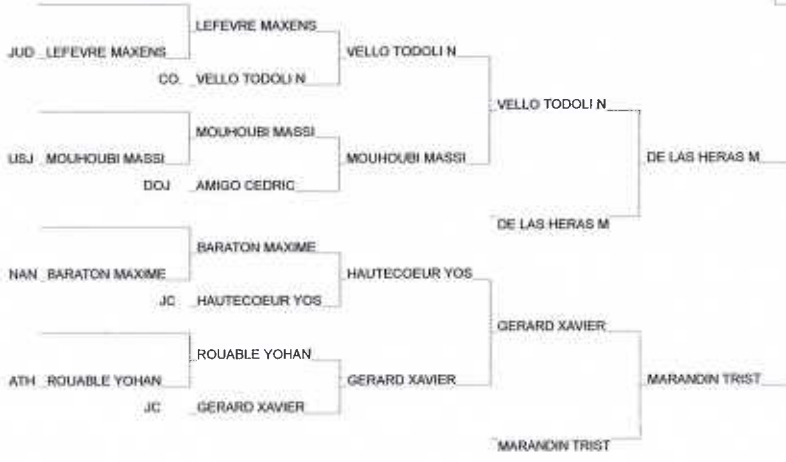 LEFEVRE MAXENS
JUD LEFEVRE MAXENS
VELLO TODOLI N
CO. VELLO TODOLI N
VELLO TODOLI N
MOUHOUBI MASSI
USJ MOUHOUBI MASSI
MOUHOUBI MASSI
DE LAS HERAS M
DOJ AMIGO CEDRIC
DE LAS HERAS M
BARATON MAXIME
NAN BARATON MAXIME
HAUTECOEUR YOS
JC HAUTECOEUR YOS
GERARD XAVIER
ROUABLE YOHAN
ATH ROUABLE YOHAN
GERARD XAVIER
MARANDIN TRIST
JC GERARD XAVIER
MARANDIN TRIST